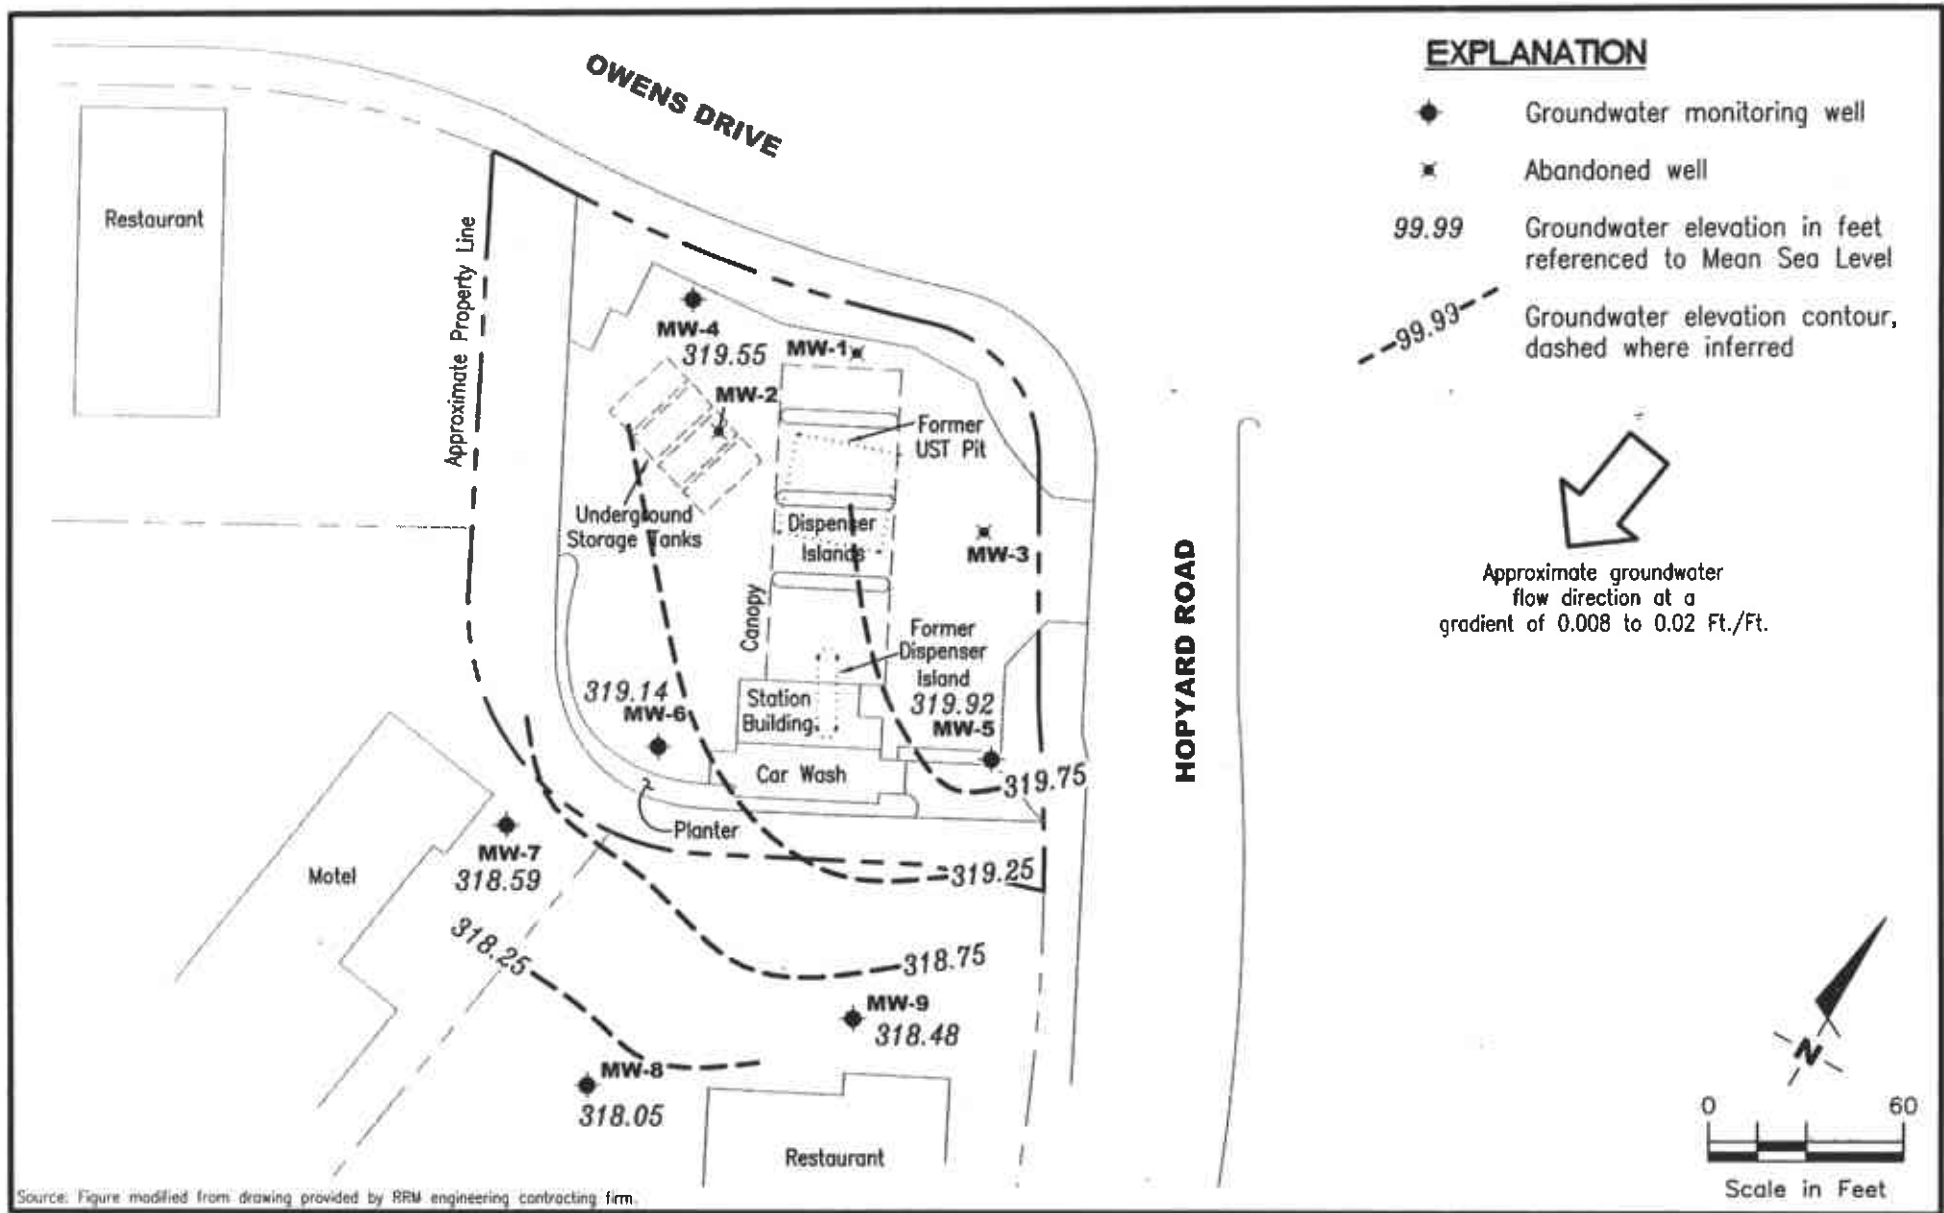 OWENS DRIVE
EXPLANATION
Groundwater monitoring well
Abandoned well
99.99
Groundwater elevation in feet
referenced to Mean Sea Level
99.99
Groundwater elevation contour,
dashed where inferred
Approximate groundwater
flow direction at a
gradient of 0.008 to 0.02 Ft./Ft.
Restaurant
Approximate Property Line
MW-4
319.55
MW-1
MW-2
Former
UST Pit
Underground
Storage Tanks
Dispenser
Islands
MW-3
Canopy
Former
Dispenser
Island
319.92
MW-5
319.14
MW-6
Station
Building
Car Wash
319.75
HOPYARD ROAD
Planter
MW-7
318.59
Motel
319.25
318.25
318.75
MW-9
318.48
MW-8
318.05
Restaurant
N
0 60
Scale in Feet
Source: Figure modified from drawing provided by RRM engineering contracting firm.